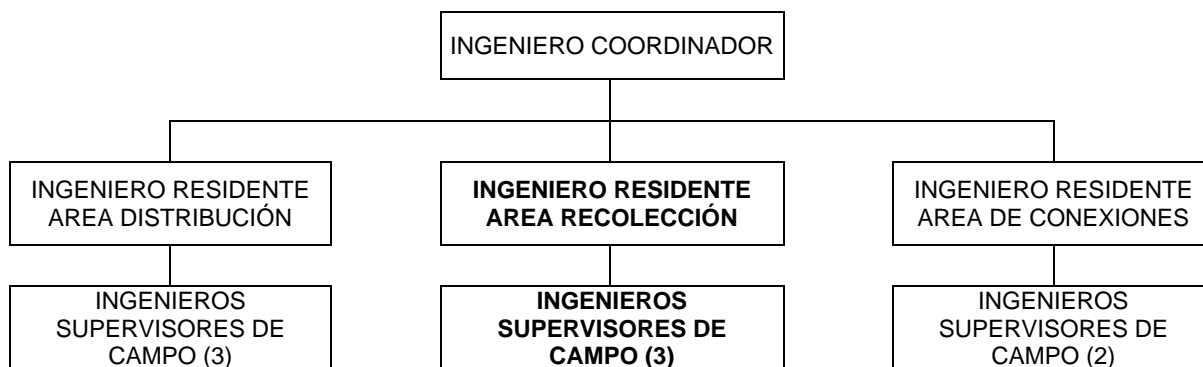 INGENIERO COORDINADOR
INGENIERO RESIDENTE
AREA DISTRIBUCIÓN
INGENIERO RESIDENTE
AREA RECOLECCIÓN
INGENIERO RESIDENTE
AREA DE CONEXIONES
INGENIEROS
SUPERVISORES DE
CAMPO (3)
INGENIEROS
SUPERVISORES DE
CAMPO (3)
INGENIEROS
SUPERVISORES DE
CAMPO (2)